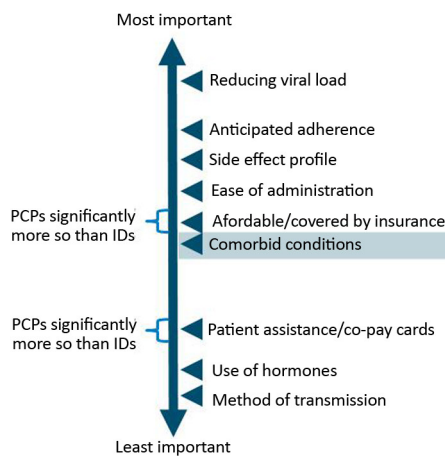 Most important
Reducing viral load
Anticipated adherence
Side effect profile
Ease of administration
PCPs significantly
more so than IDs
Affordable/covered by insurance
Comorbid conditions
PCPs significantly
more so than IDs
Patient assistance/co-pay cards
Use of hormones
Method of transmission
Least important